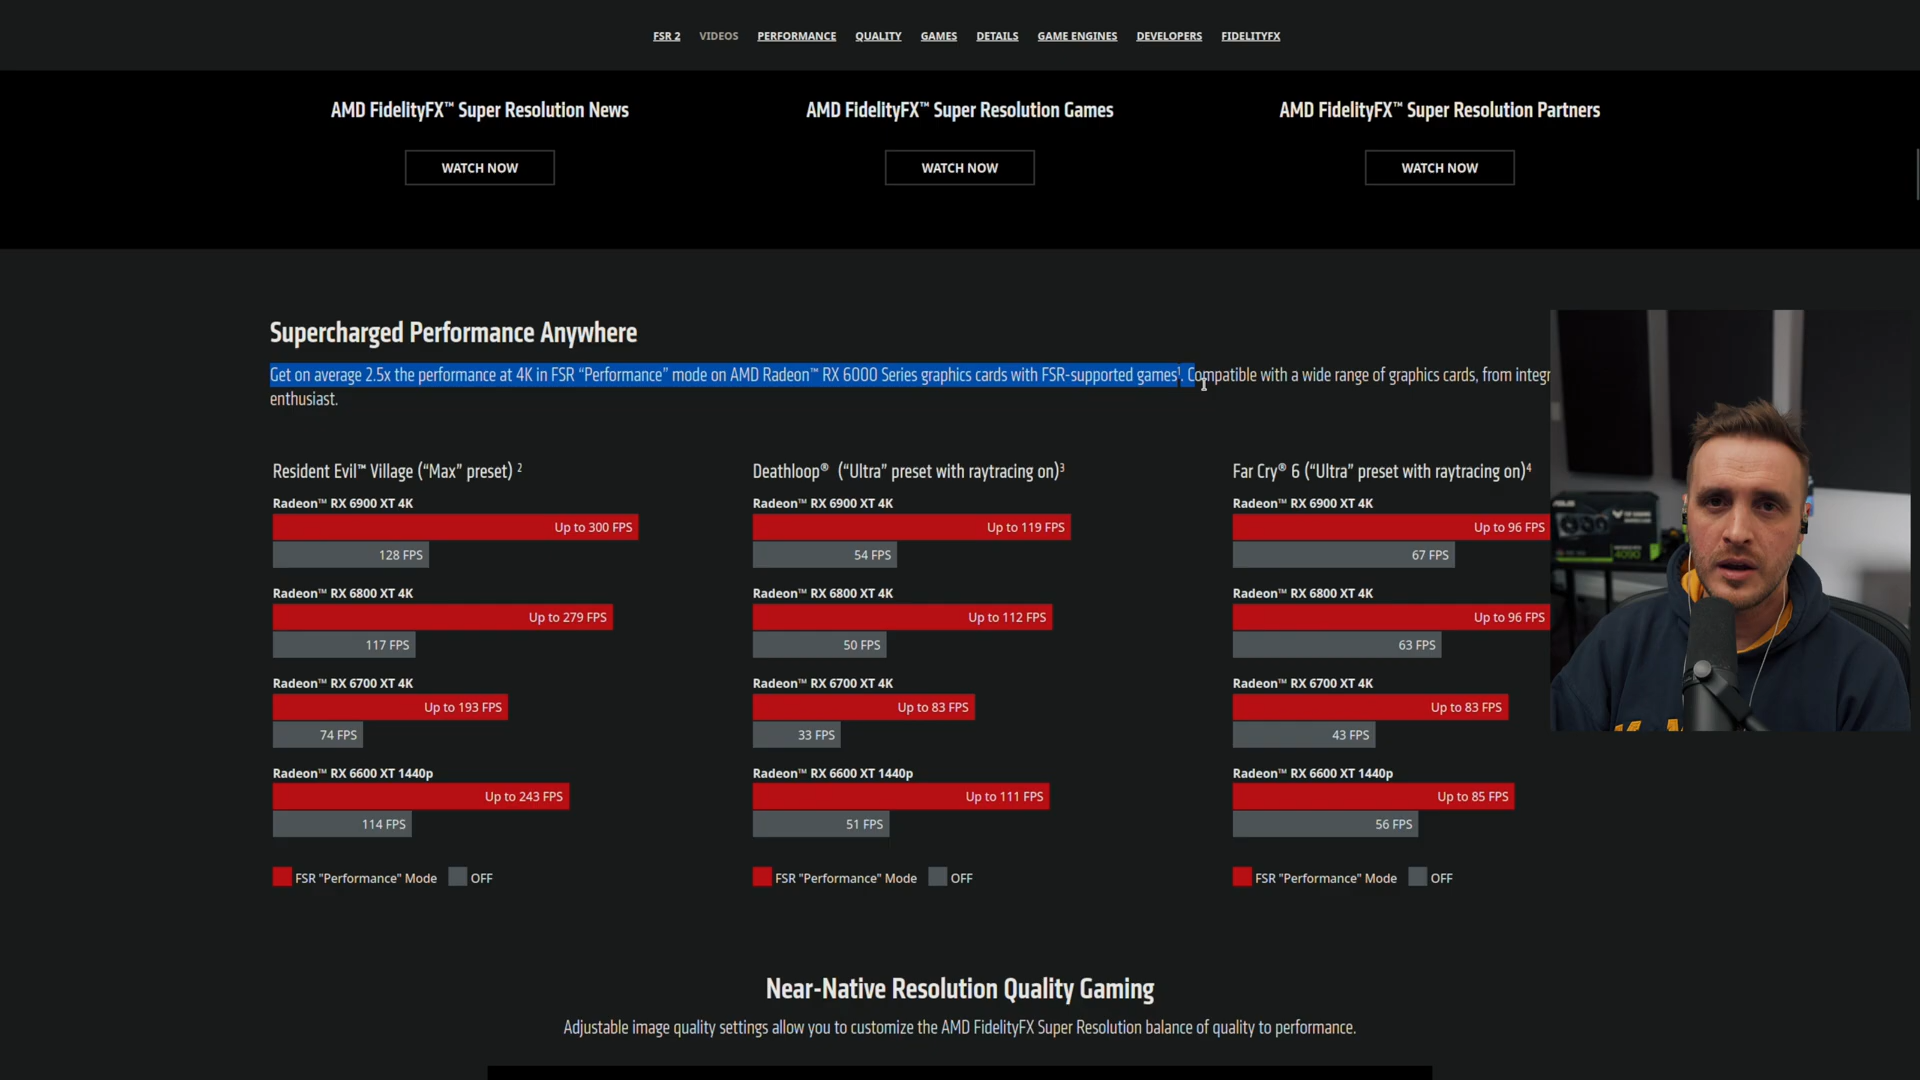 FSR 2 VIDEOS PERFORMANCE QUALITY GAMES DETAILS GAME ENGINES DEVELOPERS FIDELITYFX
AMD FidelityFX™ Super Resolution News
WATCH NOW
AMD FidelityFX™ Super Resolution Games
WATCH NOW
AMD FidelityFX™ Super Resolution Partners
WATCH NOW
Supercharged Performance Anywhere
Get on average 2.5x the performance at 4K in FSR “Performance” mode on AMD Radeon™ RX 6000 Series graphics cards with FSR-supported games¹. Compatible with a wide range of graphics cards, from
enthusiast.
Resident Evil™ Village (“Max” preset) ²
Radeon™ RX 6900 XT 4K
Up to 300 FPS
128 FPS
Radeon™ RX 6800 XT 4K
Up to 279 FPS
117 FPS
Radeon™ RX 6700 XT 4K
Up to 193 FPS
74 FPS
Radeon™ RX 6600 XT 1440p
Up to 243 FPS
114 FPS
FSR "Performance" Mode OFF
Deathloop® (“Ultra” preset with raytracing on)³
Radeon™ RX 6900 XT 4K
Up to 119 FPS
54 FPS
Radeon™ RX 6800 XT 4K
Up to 112 FPS
50 FPS
Radeon™ RX 6700 XT 4K
Up to 83 FPS
33 FPS
Radeon™ RX 6600 XT 1440p
Up to 111 FPS
51 FPS
FSR "Performance" Mode OFF
Far Cry® 6 (“Ultra” preset with raytracing on)⁴
Radeon™ RX 6900 XT 4K
Up to 96 FPS
67 FPS
Radeon™ RX 6800 XT 4K
Up to 96 FPS
63 FPS
Radeon™ RX 6700 XT 4K
Up to 83 FPS
43 FPS
Radeon™ RX 6600 XT 1440p
Up to 85 FPS
56 FPS
FSR "Performance" Mode OFF
4090
Near-Native Resolution Quality Gaming
Adjustable image quality settings allow you to customize the AMD FidelityFX Super Resolution balance of quality to performance.